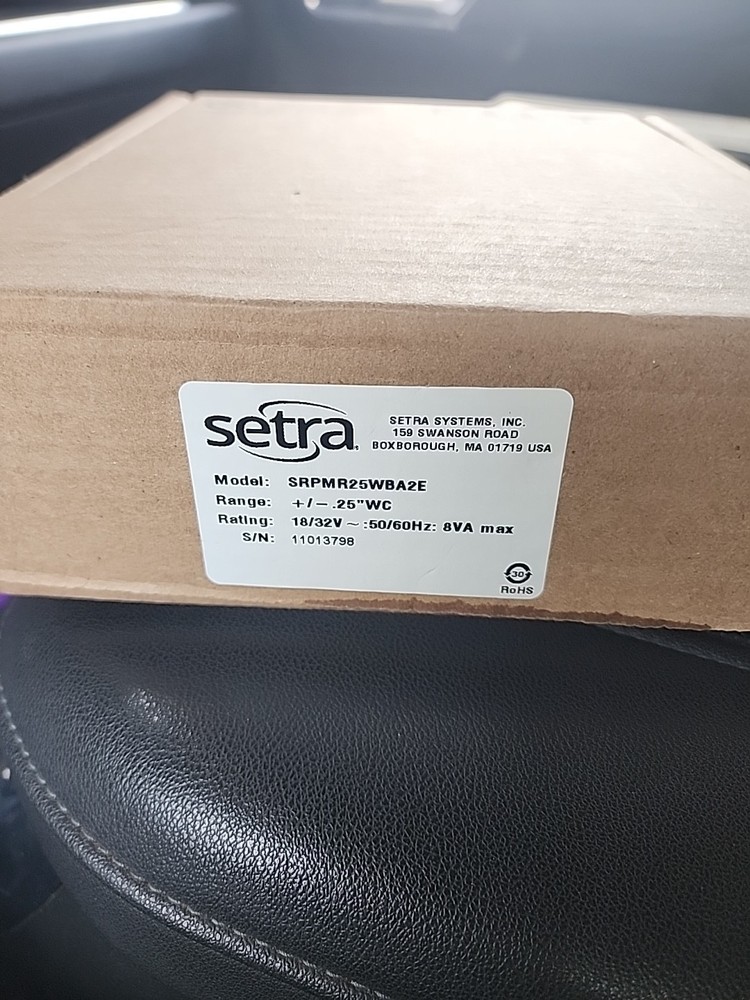 setra
SETRA SYSTEMS, INC.
159 SWANSON ROAD
BOXBOROUGH, MA 01719 USA
Model: SRPMR25WBA2E
Range: +/-.25"WC
Rating: 18/32V ~ :50/60Hz: 8VA max
S/N: 11013798
30
RoHS